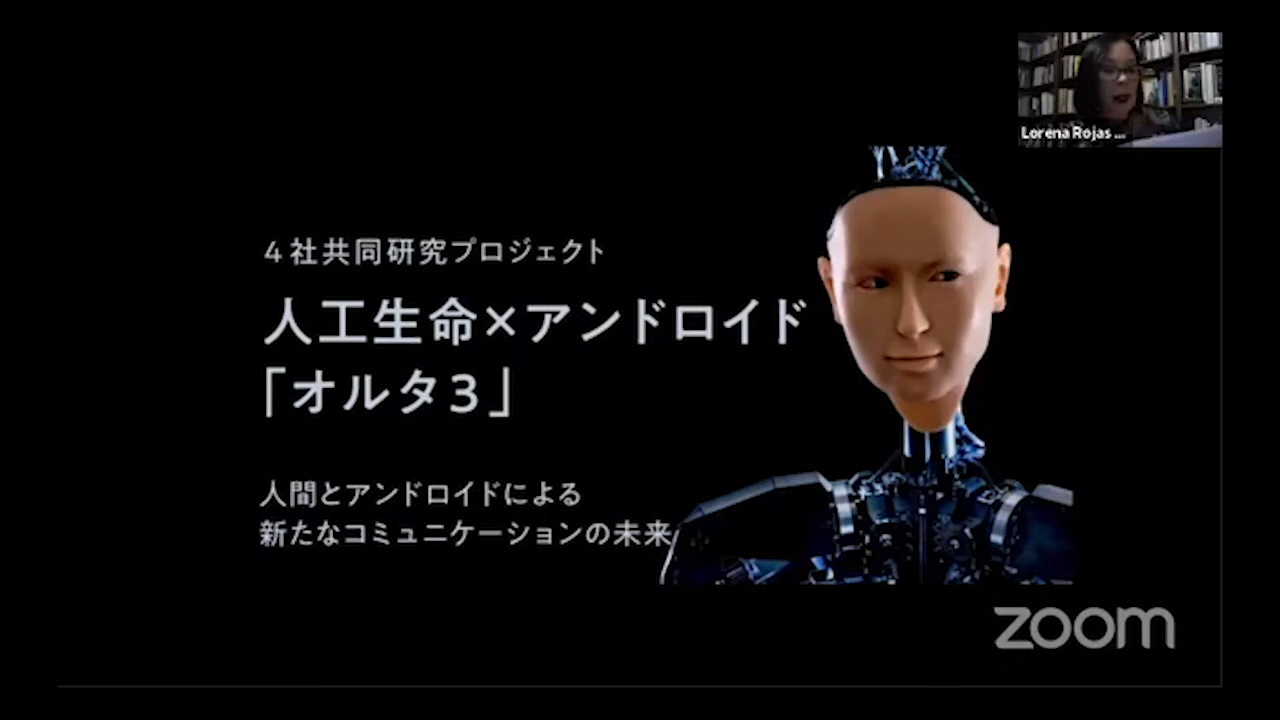 Lorena Rojas ...
4社共同研究プロジェクト
人工生命×アンドロイド
「オルタ3」
人間とアンドロイドによる
新たなコミュニケーションの未来
zoom